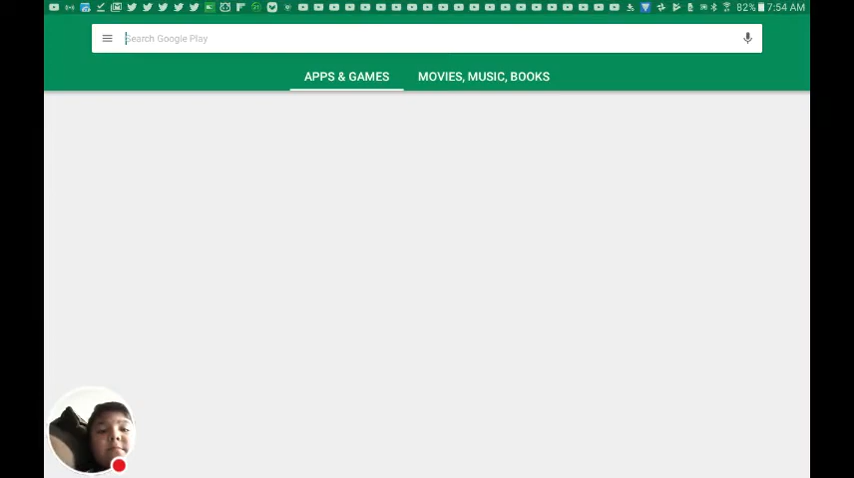 82% 7:54 AM
Search Google Play
APPS & GAMES MOVIES, MUSIC, BOOKS